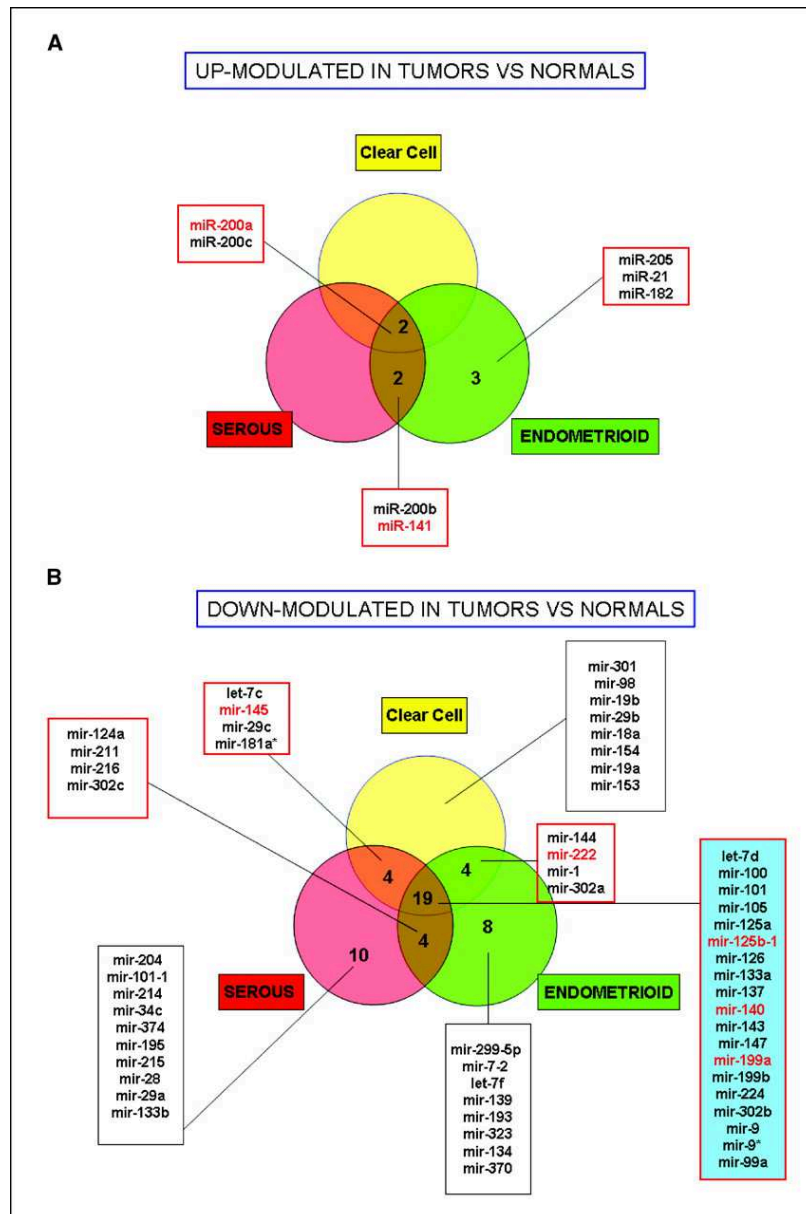 A
UP-MODULATED IN TUMORS VS NORMALS
Clear Cell
miR-200a
miR-200c
miR-205
miR-21
miR-182
2
2
3
SEROUS
ENDOMETRIOID
miR-200b
miR-141
B
DOWN-MODULATED IN TUMORS VS NORMALS
mir-124a
mir-211
mir-216
mir-302c
let-7c
mir-145
mir-29c
mir-181a*
Clear Cell
mir-301
mir-98
mir-19b
mir-29b
mir-18a
mir-154
mir-19a
mir-153
mir-144
mir-222
mir-1
mir-302a
4
4
19
4
10
8
SEROUS
ENDOMETRIOID
let-7d
mir-100
mir-101
mir-105
mir-125a
mir-125b-1
mir-126
mir-133a
mir-137
mir-140
mir-143
mir-147
mir-199a
mir-199b
mir-224
mir-302b
mir-9
mir-9*
mir-99a
mir-204
mir-101-1
mir-214
mir-34c
mir-374
mir-195
mir-215
mir-28
mir-29a
mir-133b
mir-299-5p
mir-7-2
let-7f
mir-139
mir-193
mir-323
mir-134
mir-370